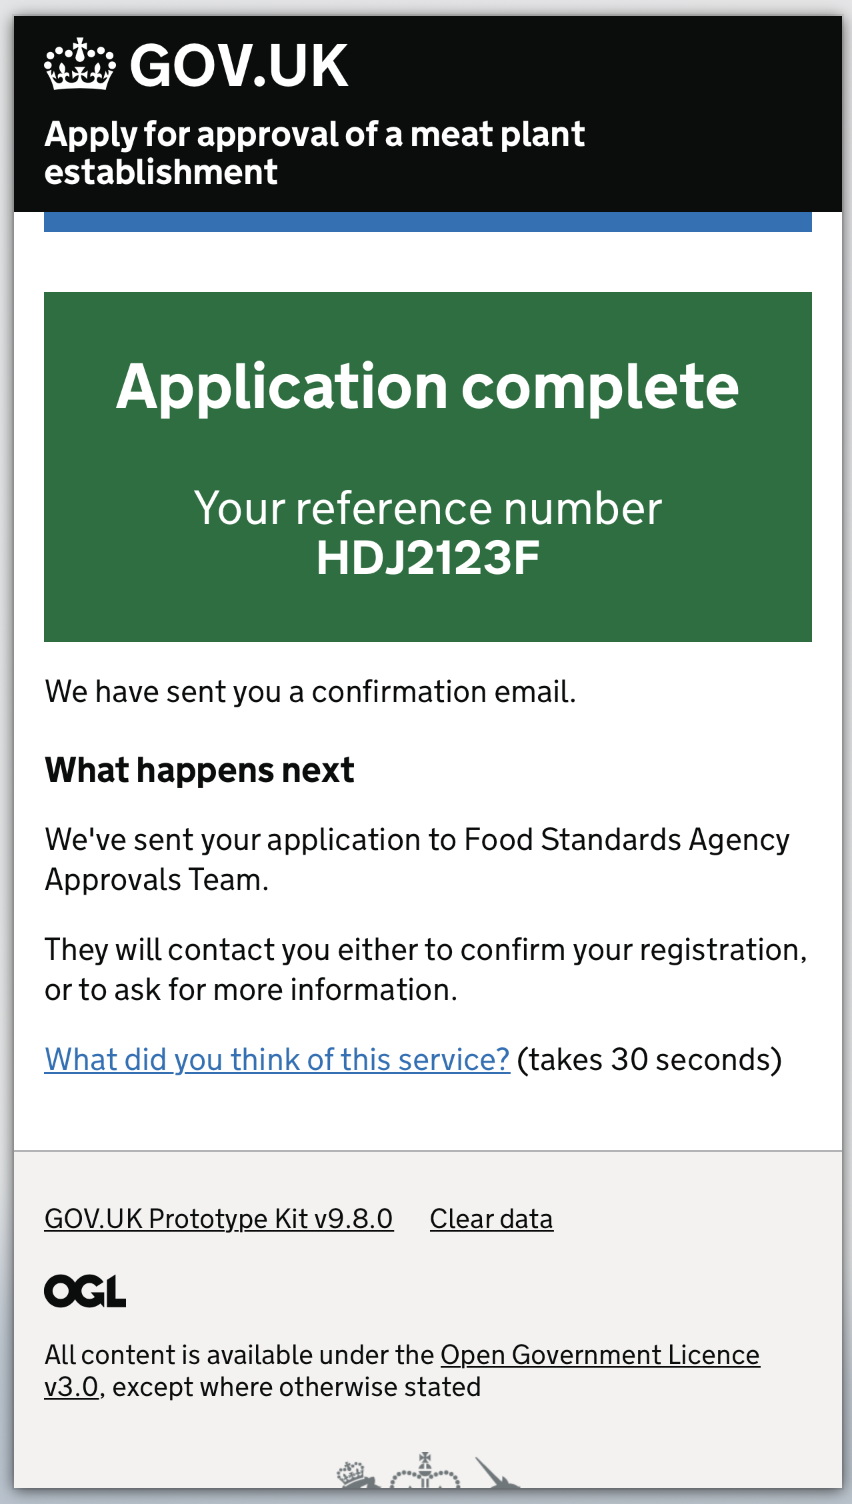 GOV.UK
Apply for approval of a meat plant
establishment
Application complete
Your reference number
HDJ2123F
We have sent you a confirmation email.
What happens next
We've sent your application to Food Standards Agency
Approvals Team.
They will contact you either to confirm your registration,
or to ask for more information.
What did you think of this service? (takes 30 seconds)
GOV.UK Prototype Kit v9.8.0 Clear data
OGL
All content is available under the Open Government Licence
v3.0, except where otherwise stated